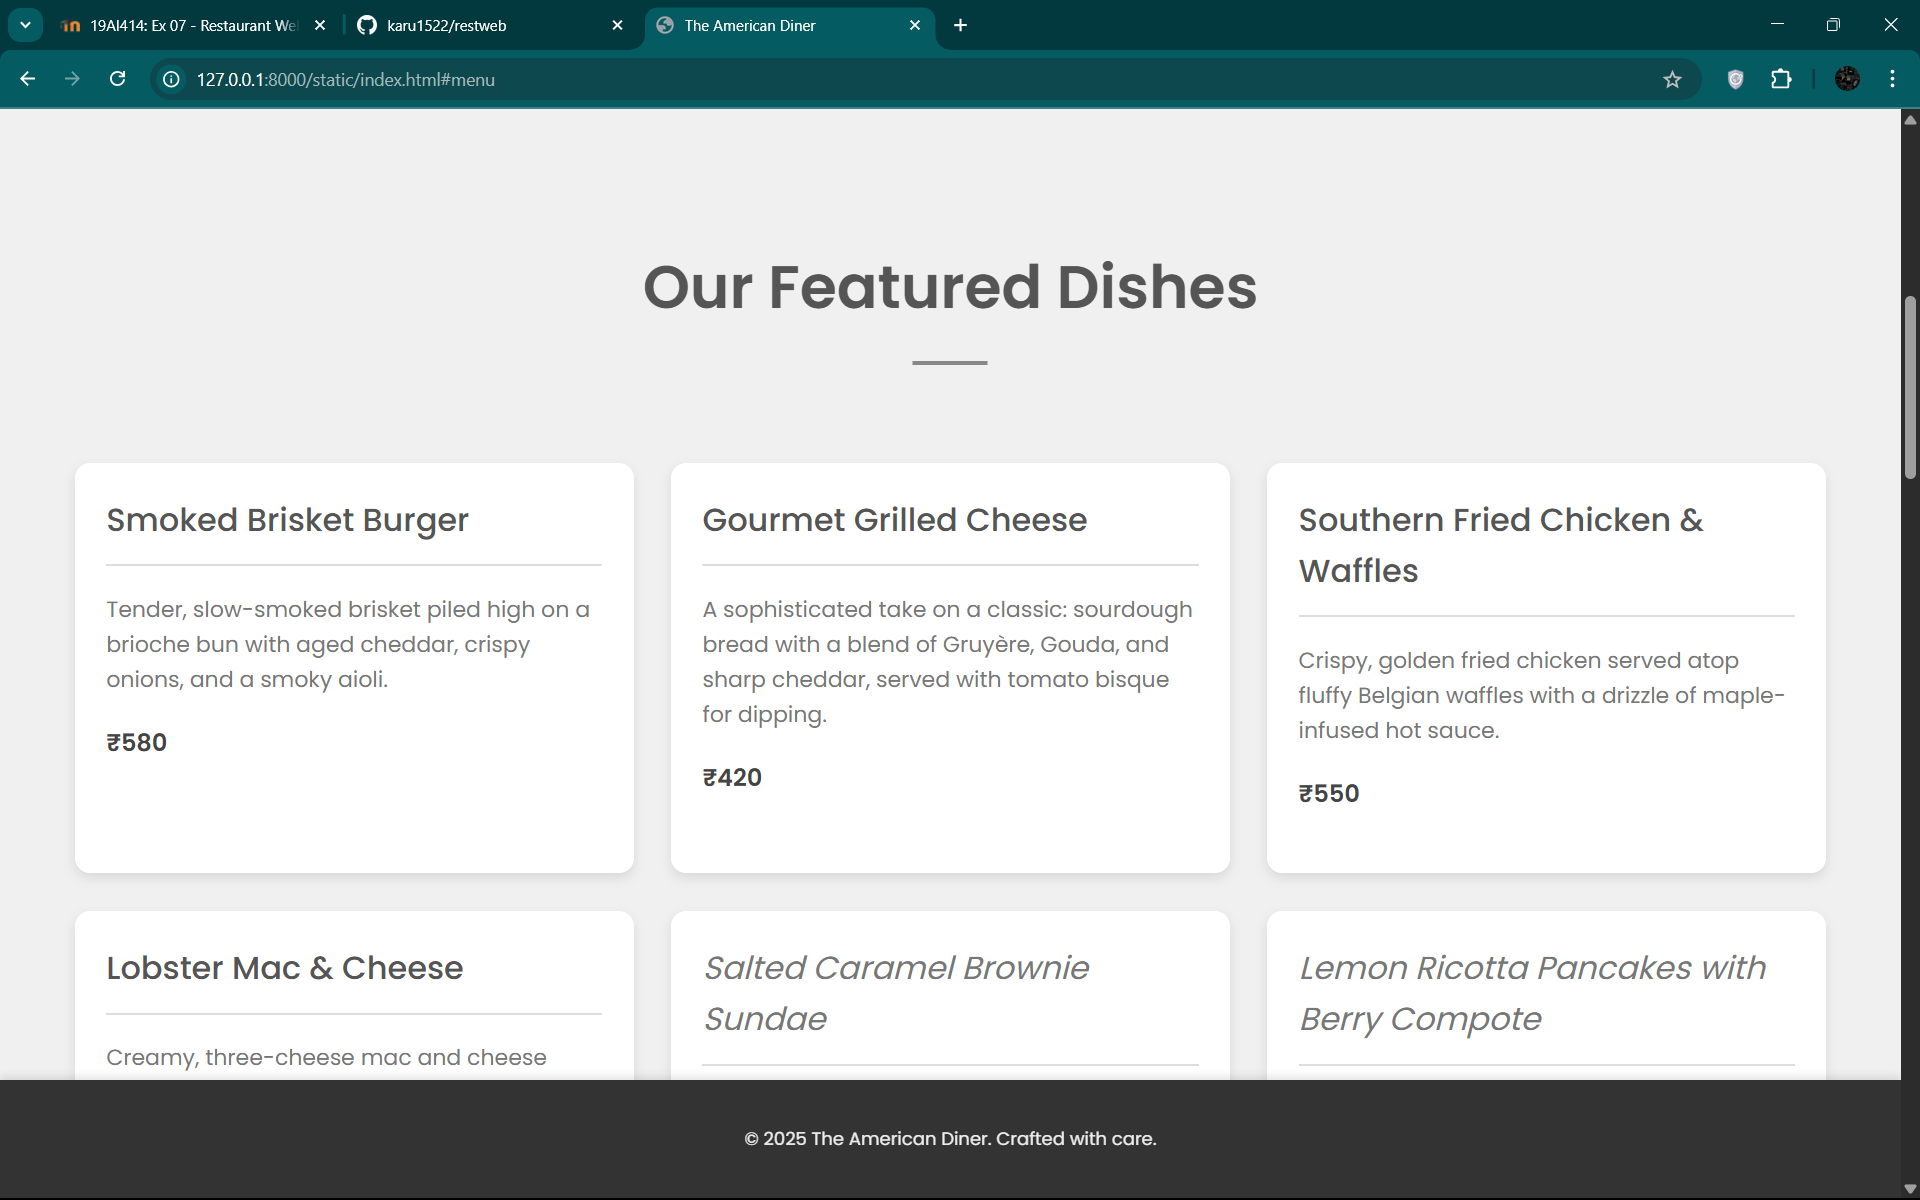 19AI414: Ex 07 - Restaurant We
karu1522/restweb
The American Diner
127.0.0.1:8000/static/index.html#menu
Our Featured Dishes
Smoked Brisket Burger
Tender, slow-smoked brisket piled high on a
brioche bun with aged cheddar, crispy
onions, and a smoky aioli.
₹580
Gourmet Grilled Cheese
A sophisticated take on a classic: sourdough
bread with a blend of Gruyère, Gouda, and
sharp cheddar, served with tomato bisque
for dipping.
₹420
Southern Fried Chicken &
Waffles
Crispy, golden fried chicken served atop
fluffy Belgian waffles with a drizzle of maple-
infused hot sauce.
₹550
Lobster Mac & Cheese
Creamy, three-cheese mac and cheese
Salted Caramel Brownie
Sundae
Lemon Ricotta Pancakes with
Berry Compote
© 2025 The American Diner. Crafted with care.